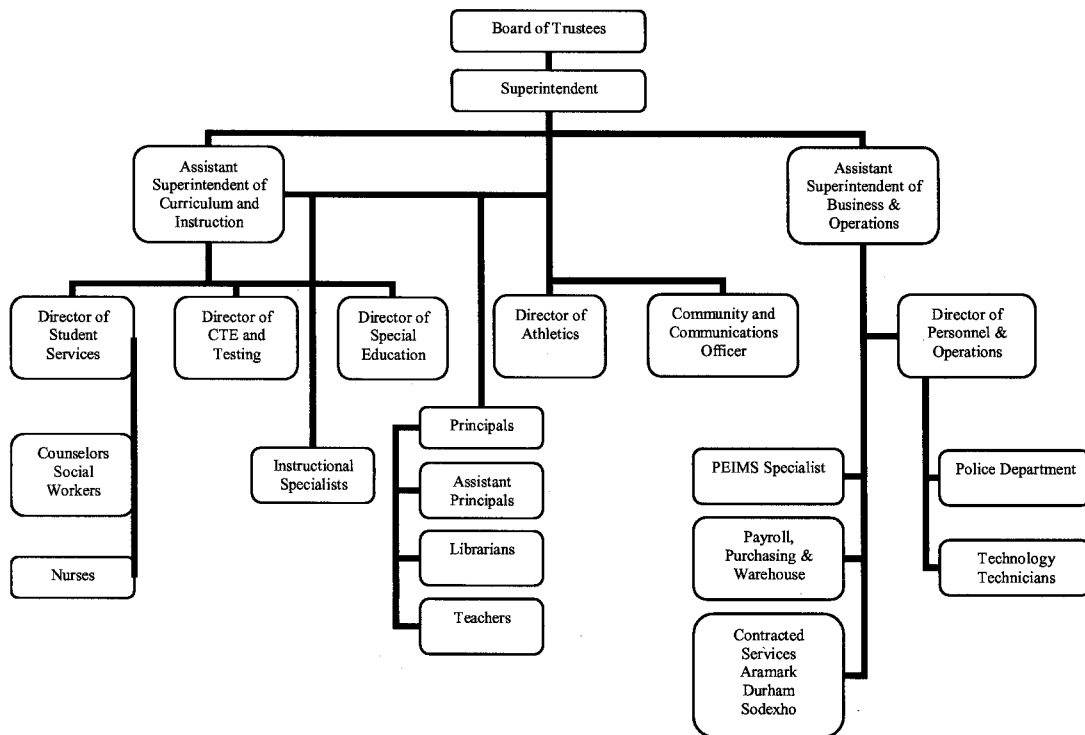 Board of Trustees
Superintendent
Assistant
Superintendent of
Curriculum and
Instruction
Assistant
Superintendent of
Business &
Operations
Director of
Student
Services
Director of
CTE and
Testing
Director of
Special
Education
Director of
Athletics
Community and
Communications
Officer
Director of
Personnel &
Operations
Counselors
Social
Workers
Nurses
Instructional
Specialists
Principals
Assistant
Principals
Librarians
Teachers
PEIMS Specialist
Payroll,
Purchasing &
Warehouse
Contracted
Services
Aramark
Durham
Sodexho
Police Department
Technology
Technicians